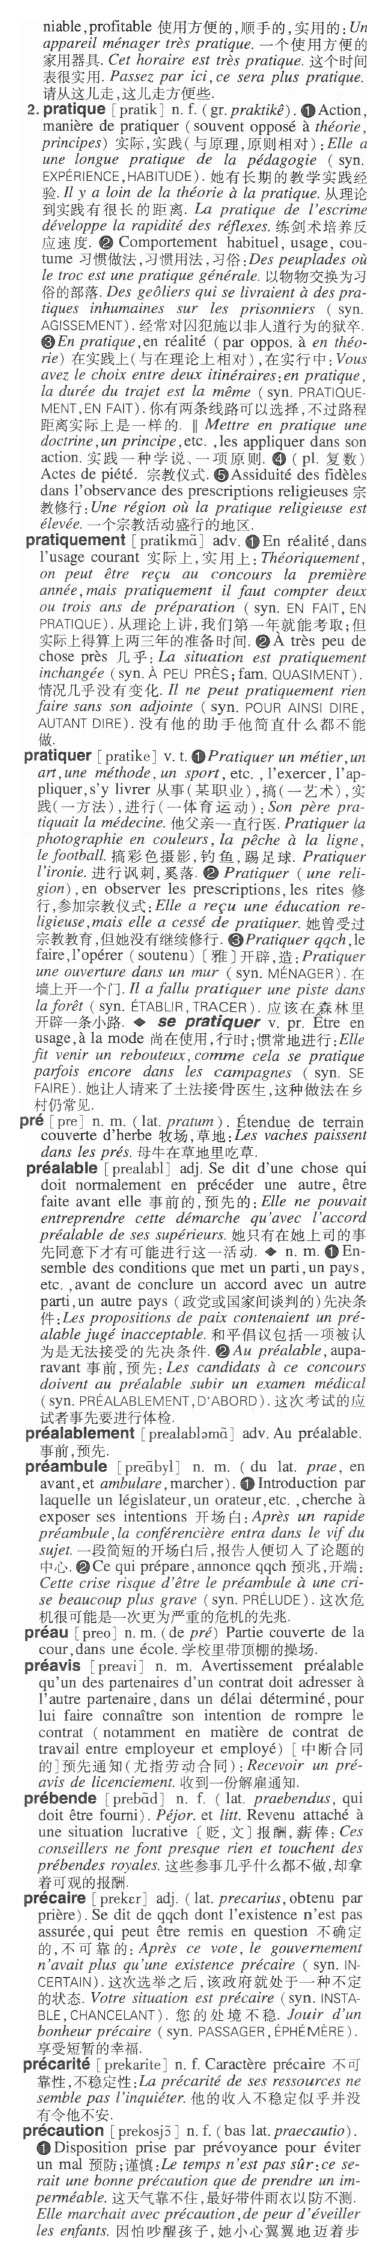 niable,profitable 使用方便的,顺手的,实用的:Un
appareil ménager très pratique. 一个使用方便的
家用器具. Cet horaire est très pratique. 这个时间
表很实用. Passez par ici,ce sera plus pratique.
请从这儿走,这儿走方便些.
2. pratique [pratik] n. f. (gr. praktikê). ❶Action,
manière de pratiquer (souvent opposé à théorie,
principes) 实际,实践(与原理,原则相对):Elle a
une longue pratique de la pédagogie (syn.
EXPÉRIENCE,HABITUDE). 她有长期的教学实践经
验. Il y a loin de la théorie à la pratique. 从理论
到实践有很长的距离. La pratique de l'escrime
développe la rapidité des réflexes. 练剑术培养反
应速度. ❷ Comportement habituel, usage, cou-
tume 习惯做法,习惯用法,习俗:Des peuplades où
le troc est une pratique générale. 以物物交换为习
俗的部落. Des geôliers qui se livraient à des pra-
tiques inhumaines sur les prisonniers (syn.
AGISSEMENT). 经常对囚犯施以非人道行为的狱卒.
❸En pratique,en réalité (par oppos. à en théo-
rie) 在实践上(与在理论上相对),在实行中:Vous
avez le choix entre deux itinéraires:en pratique,
la durée du trajet est la même (syn. PRATIQUE-
MENT,EN FAIT). 你有两条线路可以选择,不过路程
距离实际上是一样的. ‖ Mettre en pratique une
doctrine,un principe,etc. ,les appliquer dans son
action. 实践一种学说、一项原则. ❹ (pl. 复数)
Actes de piété. 宗教仪式. ❺Assiduité des fidèles
dans l'observance des prescriptions religieuses 宗
教修行:Une région où la pratique religieuse est
élevée. 一个宗教活动盛行的地区.
pratiquement [pratikmɑ̃] adv. ❶En réalité,dans
l'usage courant 实际上,实用上:Théoriquement,
on peut être reçu au concours la première
année,mais pratiquement il faut compter deux
ou trois ans de préparation (syn. EN FAIT, EN
PRATIQUE). 从理论上讲,我们第一年就能考取;但
实际上得算上两三年的准备时间. ❷À très peu de
chose près 几乎:La situation est pratiquement
inchangée (syn. À PEU PRÈS;fam. QUASIMENT).
情况几乎没有变化. Il ne peut pratiquement rien
faire sans son adjointe (syn. POUR AINSI DIRE,
AUTANT DIRE). 没有他的助手他简直什么都不能
做.
pratiquer [pratike] v. t. ❶Pratiquer un métier,un
art,une méthode, un sport, etc. ,l'exercer, l'ap-
pliquer,s'y livrer 从事(某职业),搞(一艺术),实
践(一方法),进行(一体育运动):Son père pra-
tiquait la médecine. 他父亲一直行医. Pratiquer la
photographie en couleurs, la pêche à la ligne,
le football. 搞彩色摄影,钓鱼,踢足球. Pratiquer
l'ironie. 进行讽刺,奚落. ❷ Pratiquer (une reli-
gion),en observer les prescriptions,les rites 修
行,参加宗教仪式:Elle a reçu une éducation re-
ligieuse,mais elle a cessé de pratiquer. 她曾受过
宗教教育,但她没有继续修行. ❸Pratiquer qqch,le
faire,l'opérer (soutenu) [雅]开辟,造:Pratiquer
une ouverture dans un mur (syn. MÉNAGER). 在
墙上开一个门. Il a fallu pratiquer une piste dans
la forêt (syn. ÉTABLIR,TRACER). 应该在森林里
开辟一条小路. ◆ se pratiquer v. pr. Être en
usage,à la mode 尚在使用,行时;惯常地进行:Elle
fit venir un rebouteux,comme cela se pratique
parfois encore dans les campagnes (syn. SE
FAIRE). 她让人请来了土法接骨医生,这种做法在乡
村仍常见.
pré [pre] n. m. (lat. pratum). Étendue de terrain
couverte d'herbe 牧场,草地:Les vaches paissent
dans les prés. 母牛在草地里吃草.
préalable [prealabl] adj. Se dit d'une chose qui
doit normalement en précéder une autre, être
faite avant elle 事前的,预先的:Elle ne pouvait
entreprendre cette démarche qu'avec l'accord
préalable de ses supérieurs. 她只有在她上司的事
先同意下才有可能进行这一活动. ◆ n. m. ❶En-
semble des conditions que met un parti,un pays,
etc. ,avant de conclure un accord avec un autre
parti,un autre pays (政党或国家间谈判的)先决条
件:Les propositions de paix contenaient un pré-
alable jugé inacceptable. 和平倡议包括一项被认
为是无法接受的先决条件. ❷Au préalable,aupa-
ravant 事前,预先:Les candidats à ce concours
doivent au préalable subir un examen médical
(syn. PRÉALABLEMENT,D'ABORD). 这次考试的应
试者事先要进行体检.
préalablement [prealabləmɑ̃] adv. Au préalable.
事前,预先.
préambule [preɑ̃byl] n. m. (du lat. prae, en
avant,et ambulare,marcher). ❶Introduction par
laquelle un législateur,un orateur,etc. ,cherche à
exposer ses intentions 开场白:Après un rapide
préambule,la conférencière entra dans le vif du
sujet. 一段简短的开场白后,报告人便切入了论题的
中心. ❷Ce qui prépare,annonce qqch 预兆,开端:
Cette crise risque d'être le préambule à une cri-
se beaucoup plus grave (syn. PRÉLUDE). 这次危
机很可能是一次更为严重的危机的先兆.
préau [preo] n. m. (de pré) Partie couverte de la
cour,dans une école. 学校里带顶棚的操场.
préavis [preavi] n. m. Avertissement préalable
qu'un des partenaires d'un contrat doit adresser à
l'autre partenaire,dans un délai déterminé,pour
lui faire connaître son intention de rompre le
contrat (notamment en matière de contrat de
travail entre employeur et employé) [中断合同
的]预先通知(尤指劳动合同):Recevoir un pré-
avis de licenciement. 收到一份解雇通知.
prébende [prebɑ̃d] n. f. (lat. praebendus, qui
doit être fourni). Péjor. et litt. Revenu attaché à
une situation lucrative [贬,文]报酬,薪俸:Ces
conseillers ne font presque rien et touchent des
prébendes royales. 这些参事几乎什么都不做,却拿
着可观的报酬.
précaire [prekɛr] adj. (lat. precarius,obtenu par
prière). Se dit de qqch dont l'existence n'est pas
assurée,qui peut être remis en question 不确定
的,不可靠的:Après ce vote, le gouvernement
n'avait plus qu'une existence précaire (syn. IN-
CERTAIN). 这次选举之后,该政府就处于一种不定
的状态. Votre situation est précaire (syn. INSTA-
BLE,CHANCELANT). 您的处境不稳. Jouir d'un
bonheur précaire (syn. PASSAGER,ÉPHÉMÈRE).
享受短暂的幸福.
précarité [prekarite] n. f. Caractère précaire 不可
靠性,不稳定性:La précarité de ses ressources ne
semble pas l'inquiéter. 他的收入不稳定似乎并没
有令他不安.
précaution [prekosjɔ̃] n. f. (bas lat. praecautio).
❶Disposition prise par prévoyance pour éviter
un mal 预防;谨慎:Le temps n'est pas sûr:ce se-
rait une bonne précaution que de prendre un im-
perméable. 这天气靠不住,最好带件雨衣以防不测.
Elle marchait avec précaution,de peur d'éveiller
les enfants. 因怕吵醒孩子,她小心翼翼地迈着步